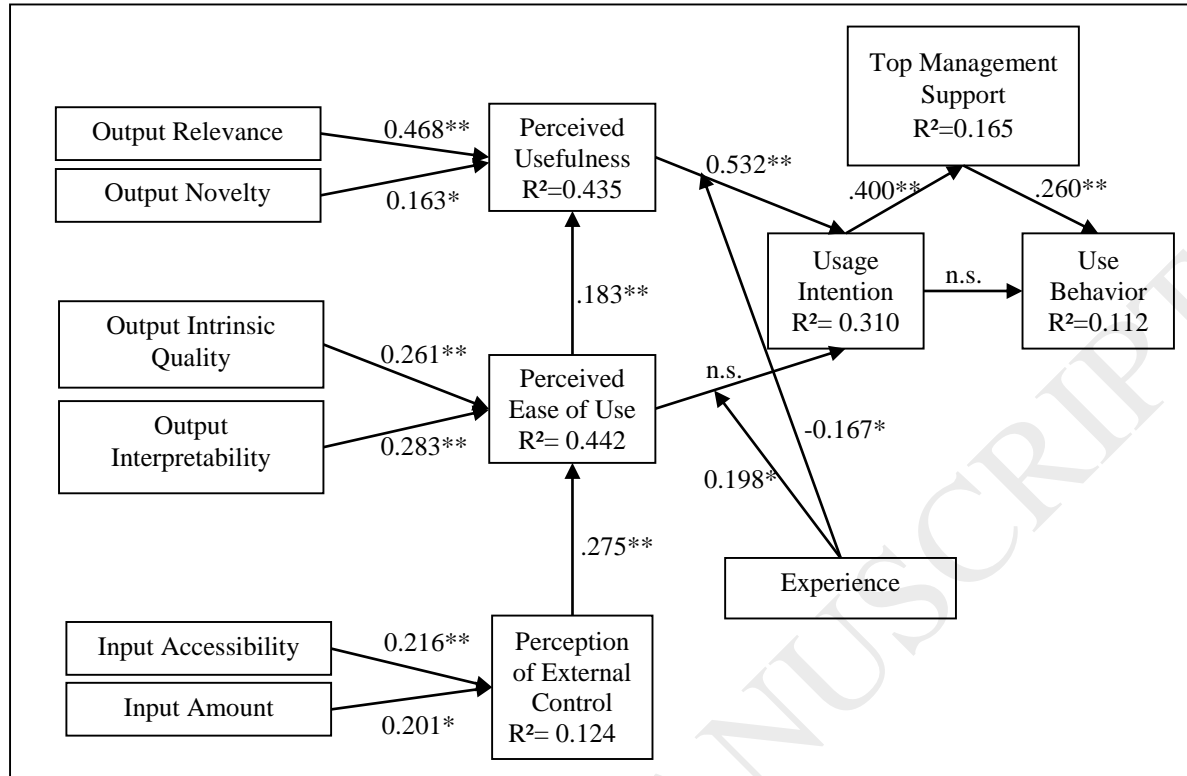 Top Management
Support
R²=0.165
Output Relevance
0.468**
Perceived
Usefulness
R²=0.435
0.532**
Output Novelty
0.163*
.400**
.260**
Usage
Intention
R²= 0.310
n.s.
Use
Behavior
R²=0.112
.183**
Output Intrinsic
Quality
0.261**
Perceived
Ease of Use
R²= 0.442
n.s.
Output
Interpretability
0.283**
-0.167*
0.198*
.275**
Experience
Input Accessibility
0.216**
Perception
of External
Control
R²= 0.124
Input Amount
0.201*
ANUSCRIPT